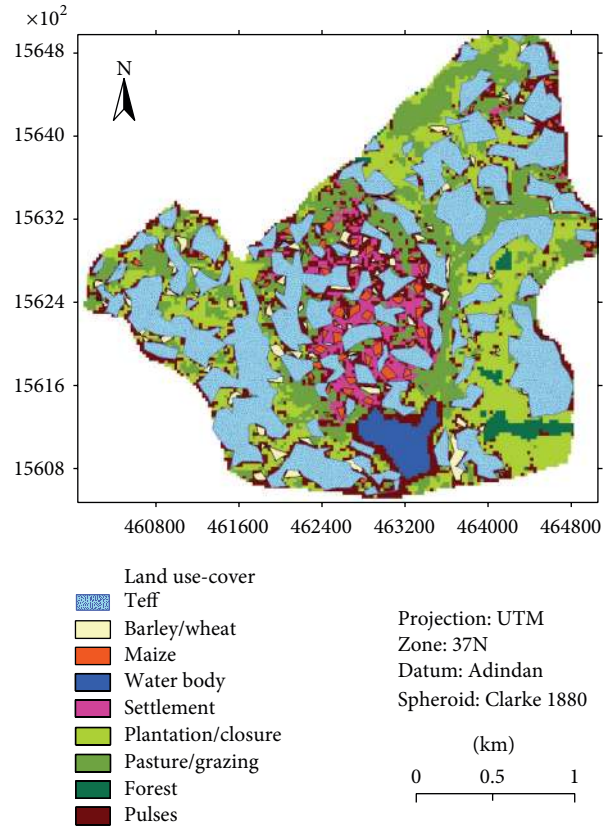 ×10²
15648
15640
15632
15624
15616
15608
N
460800 461600 462400 463200 464000 464800
Land use-cover
Teff
Barley/wheat
Maize
Water body
Settlement
Plantation/closure
Pasture/grazing
Forest
Pulses
Projection: UTM
Zone: 37N
Datum: Adindan
Spheroid: Clarke 1880
(km)
0 0.5 1